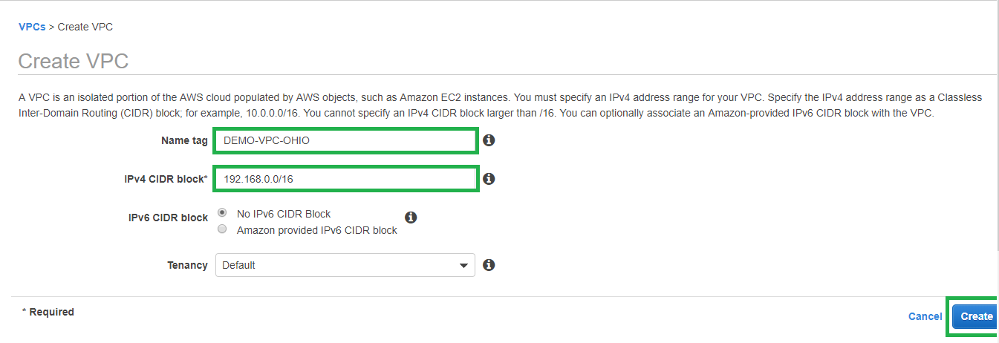 VPCs > Create VPC
Create VPC
A VPC is an isolated portion of the AWS cloud populated by AWS objects, such as Amazon EC2 instances. You must specify an IPv4 address range for your VPC. Specify the IPv4 address range as a Classless
Inter-Domain Routing (CIDR) block; for example, 10.0.0.0/16. You cannot specify an IPv4 CIDR block larger than /16. You can optionally associate an Amazon-provided IPv6 CIDR block with the VPC.
Name tag DEMO-VPC-OHIO
IPv4 CIDR block* 192.168.0.0/16
IPv6 CIDR block No IPv6 CIDR Block
Amazon provided IPv6 CIDR block
Tenancy Default
* Required
Cancel Create